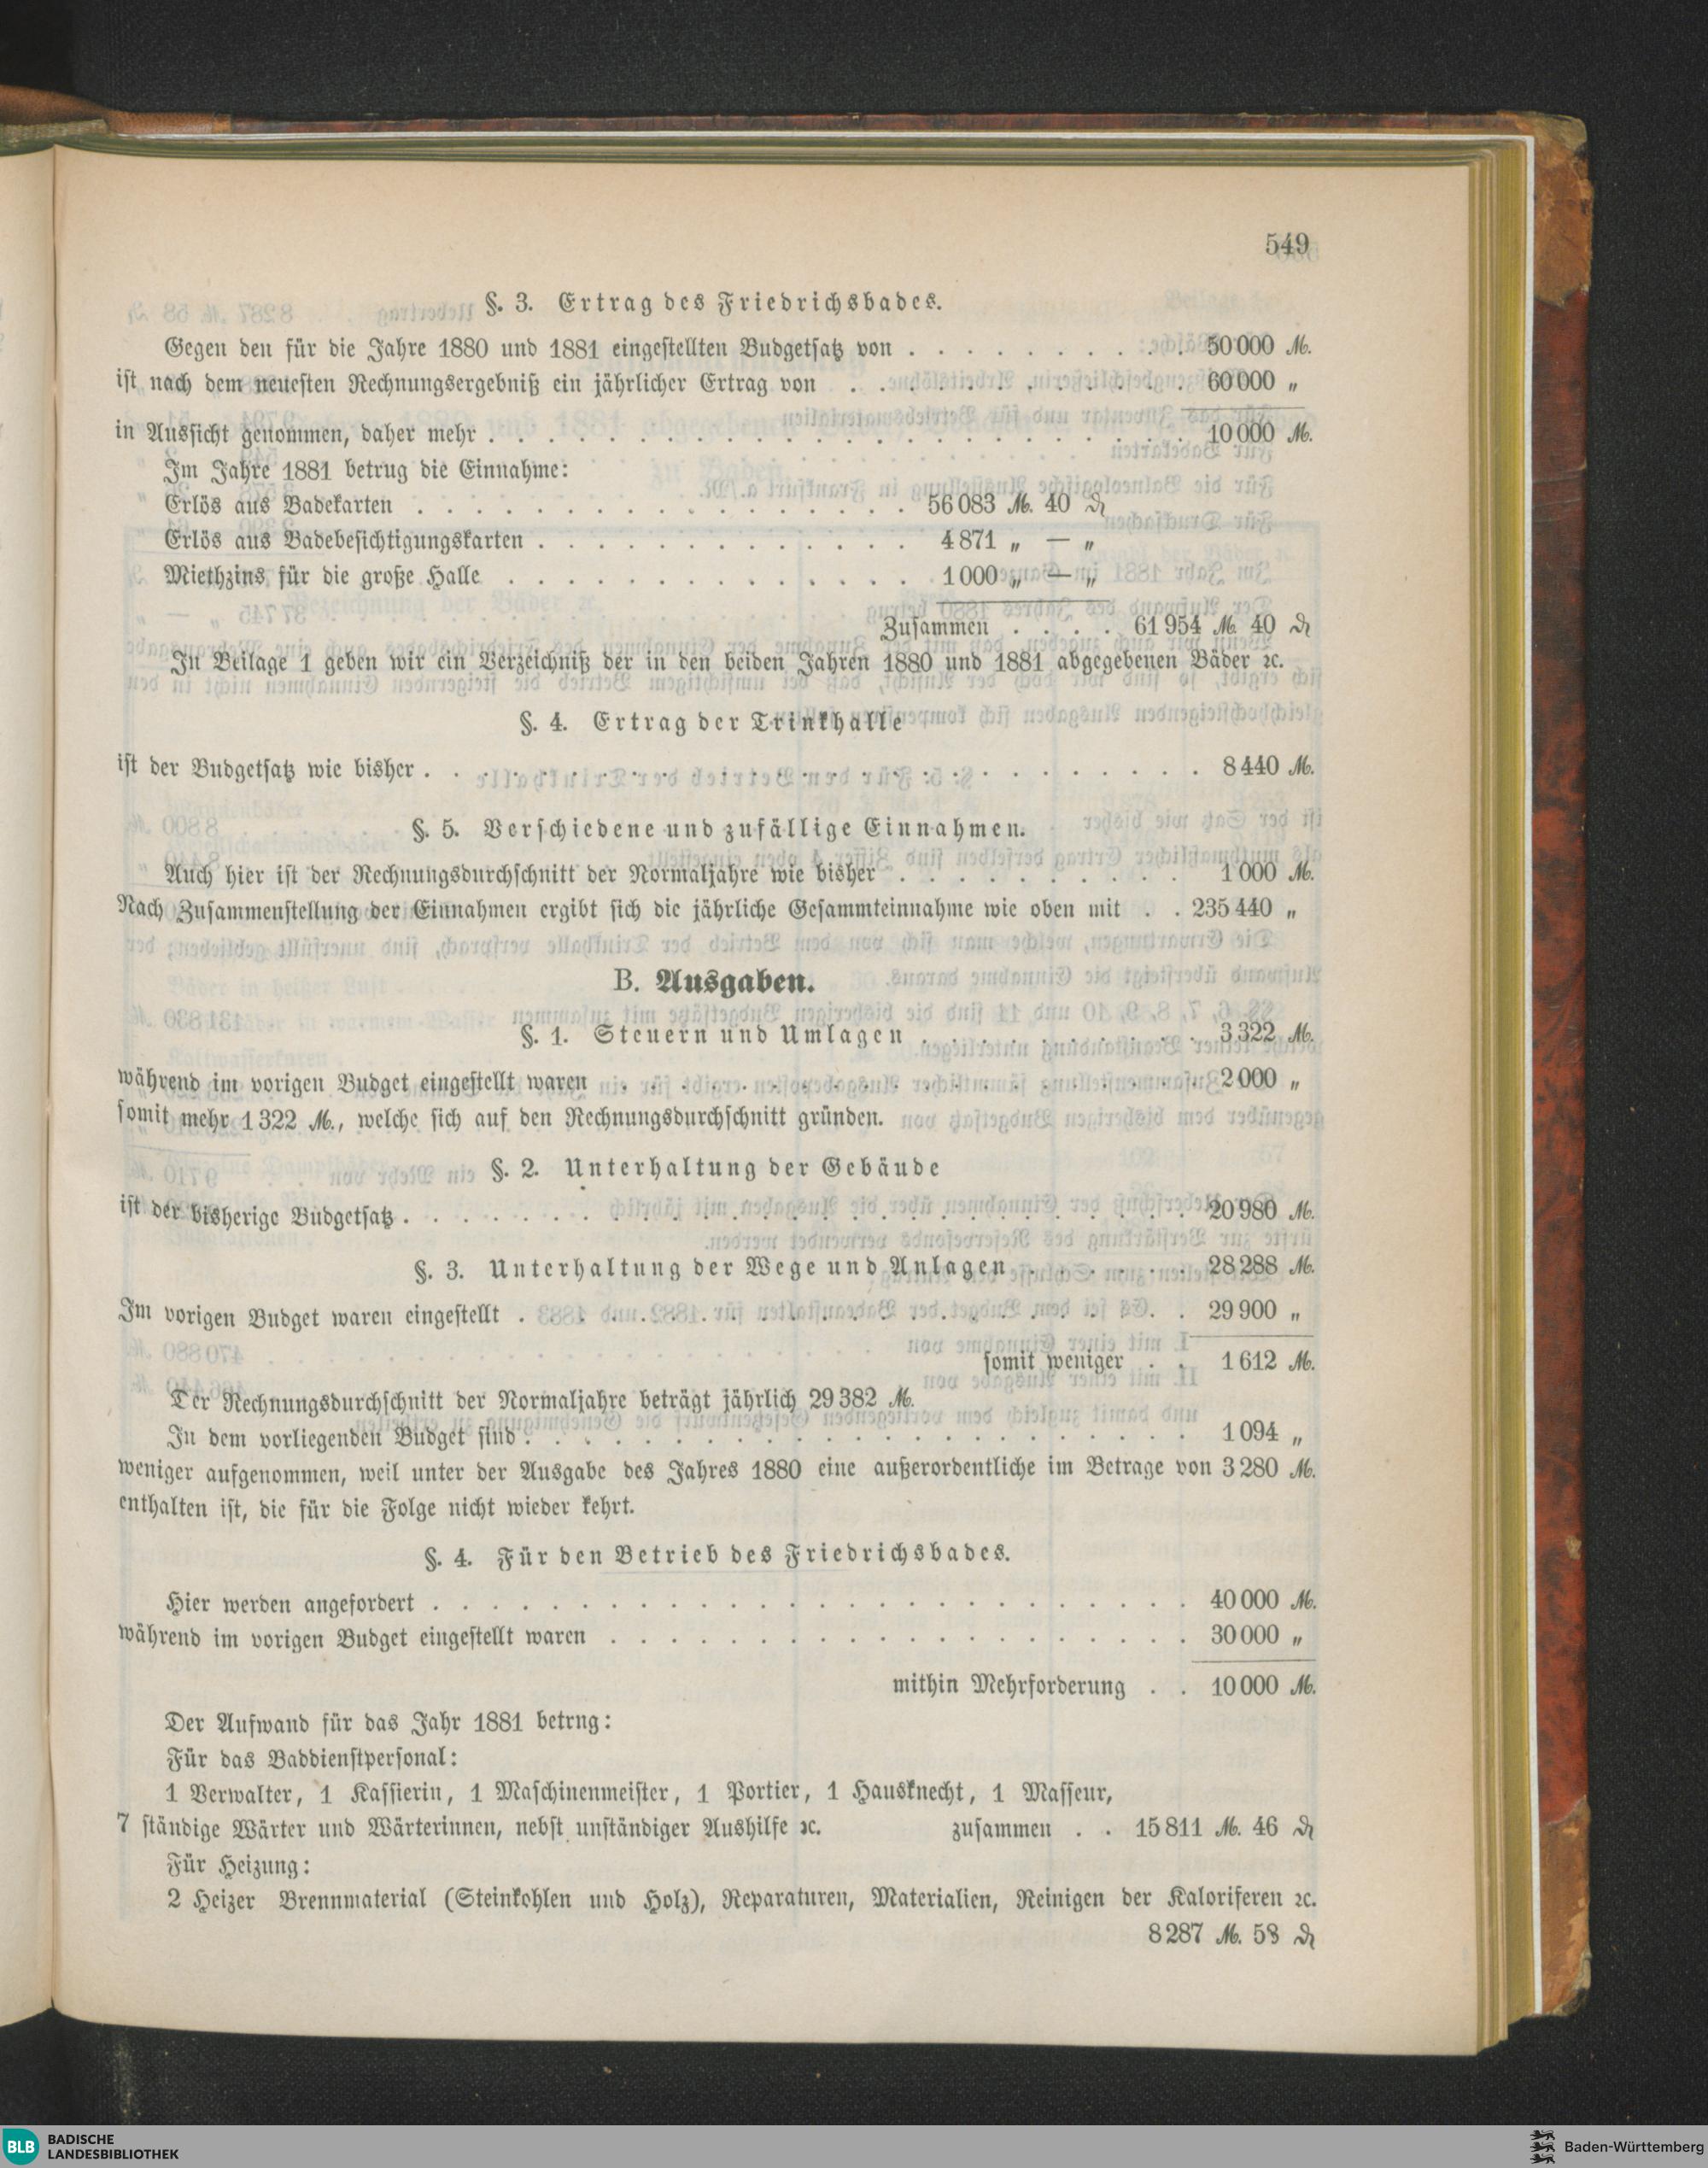 549
§. 3. Ertrag des Friedrichsbades.
Gegen den für die Jahre 1880 und 1881 eingestellten Budgetsatz von . . . . . . . . . . 50 000 ℳ.
ist nach dem neuesten Rechnungsergebniß ein jährlicher Ertrag von . . . . . . . . . . . . 60 000 „
in Aussicht genommen, daher mehr . . . . . . . . . . . . . . . . . . . . . . . . 10 000 ℳ.
Im Jahre 1881 betrug die Einnahme:
Erlös aus Badekarten . . . . . . . . . . . . . . . . . 56 083 ℳ. 40 ₰
Erlös aus Badebesichtigungskarten . . . . . . . . . . . . . 4 871 „ — „
Miethzins für die große Halle . . . . . . . . . . . . . . 1 000 „ — „
Zusammen . . . . 61 954 ℳ. 40 ₰
In Beilage 1 geben wir ein Verzeichniß der in den beiden Jahren 1880 und 1881 abgegebenen Bäder ꝛc.
§. 4. Ertrag der Trinkhalle
ist der Budgetsatz wie bisher . . . . . . . . . . . . . . . . . . . . . . . . . . 8 440 ℳ.
§. 5. Verschiedene und zufällige Einnahmen.
Auch hier ist der Rechnungsdurchschnitt der Normaljahre wie bisher . . . . . . . . . . 1 000 ℳ.
Nach Zusammenstellung der Einnahmen ergibt sich die jährliche Gesammteinnahme wie oben mit . . 235 440 „
B. Ausgaben.
§. 1. Steuern und Umlagen . . . . . . . . . . 3 322 ℳ.
während im vorigen Budget eingestellt waren . . . . . . . . . . . . . . . . . . . . 2 000 „
somit mehr 1 322 ℳ., welche sich auf den Rechnungsdurchschnitt gründen.
§. 2. Unterhaltung der Gebäude
ist der bisherige Budgetsatz . . . . . . . . . . . . . . . . . . . . . . . . . . . 20 980 ℳ.
§. 3. Unterhaltung der Wege und Anlagen . . . . . . 28 288 ℳ.
Im vorigen Budget waren eingestellt . . . . . . . . . . . . . . . . . . . . . . . 29 900 „
somit weniger . . 1 612 ℳ.
Der Rechnungsdurchschnitt der Normaljahre beträgt jährlich 29 382 ℳ.
In dem vorliegenden Budget sind . . . . . . . . . . . . . . . . . . . . . . . 1 094 „
weniger aufgenommen, weil unter der Ausgabe des Jahres 1880 eine außerordentliche im Betrage von 3 280 ℳ.
enthalten ist, die für die Folge nicht wieder kehrt.
§. 4. Für den Betrieb des Friedrichsbades.
Hier werden angefordert . . . . . . . . . . . . . . . . . . . . . . . . . . 40 000 ℳ.
während im vorigen Budget eingestellt waren . . . . . . . . . . . . . . . . . . . . 30 000 „
mithin Mehrforderung . . 10 000 ℳ.
Der Aufwand für das Jahr 1881 betrug:
Für das Baddienstpersonal:
1 Verwalter, 1 Kassierin, 1 Maschinenmeister, 1 Portier, 1 Hausknecht, 1 Masseur,
7 ständige Wärter und Wärterinnen, nebst unständiger Aushilfe ꝛc. zusammen . . 15 811 ℳ. 46 ₰
Für Heizung:
2 Heizer Brennmaterial (Steinkohlen und Holz), Reparaturen, Materialien, Reinigen der Kaloriferen ꝛc.
8 287 ℳ. 58 ₰
BLB BADISCHE
LANDESBIBLIOTHEK
Baden-Württemberg